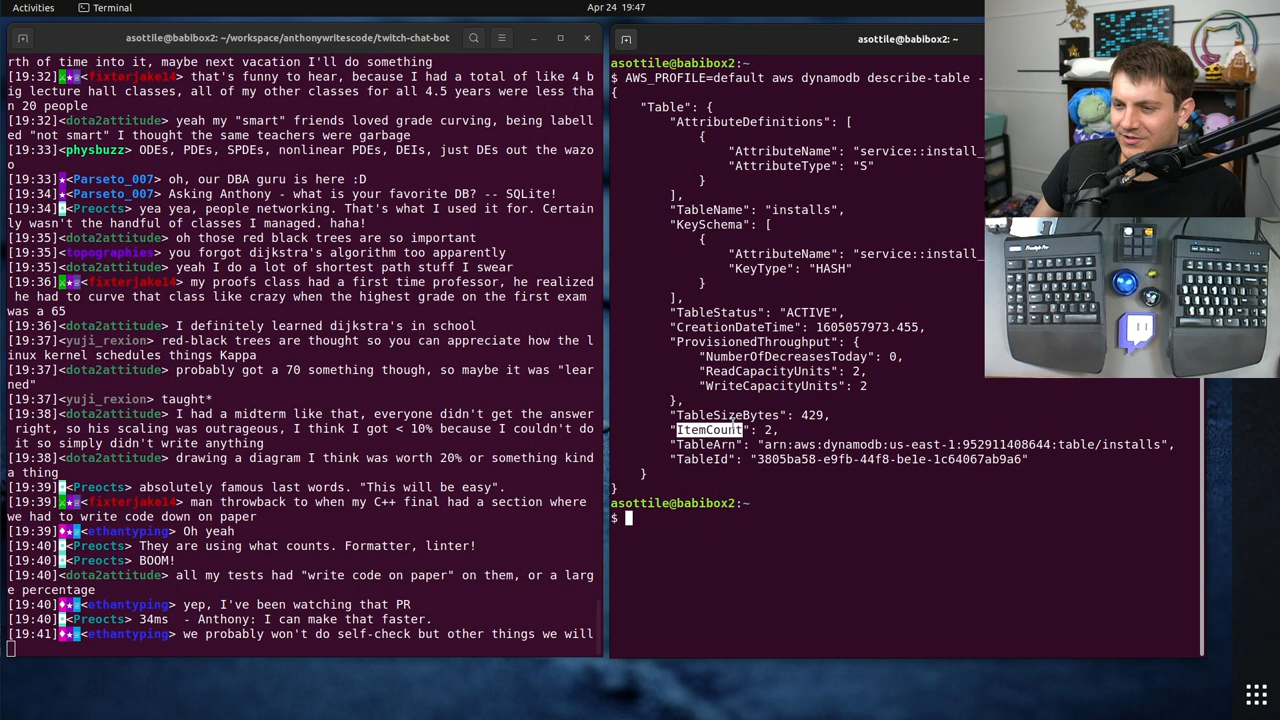 Activities
Terminal
Apr 24 19:47
asottile@babibox2: ~/workspace/anthonywritescode/twitch-chat-bot
rth of time into it, maybe next vacation I'll do something
[19:32]<fixterjake14> that's funny to hear, because I had a total of like 4 b
ig lecture hall classes, all of my other classes for all 4.5 years were less tha
n 20 people
[19:32]<dota2attitude> yeah my "smart" friends loved grade curving, being labell
ed "not smart" I thought the same teachers were garbage
[19:33]<physbuzz> ODEs, PDEs, SPDEs, nonlinear PDEs, DEIs, just DEs out the wazo
o
[19:33]<Parseto_007> oh, our DBA guru is here :D
[19:34]<Parseto_007> Asking Anthony - what is your favorite DB? -- SQLite!
[19:34]<Preocts> yea yea, people networking. That's what I used it for. Certain
ly wasn't the handful of classes I managed. haha!
[19:35]<dota2attitude> oh those red black trees are so important
[19:35]<topographies> you forgot dijkstra's algorithm too apparently
[19:35]<dota2attitude> yeah I do a lot of shortest path stuff I swear
[19:36]<fixterjake14> my proofs class had a first time professor, he realized
he had to curve that class like crazy when the highest grade on the first exam
was a 65
[19:36]<dota2attitude> I definitely learned dijkstra's in school
[19:37]<yuji_rexion> red-black trees are thought so you can appreciate how the l
inux kernel schedules things Kappa
[19:37]<dota2attitude> probably got a 70 something though, so maybe it was "lear
ned"
[19:37]<yuji_rexion> taught*
[19:38]<dota2attitude> I had a midterm like that, everyone didn't get the answer
right, so his scaling was outrageous, I think I got < 10% because I couldn't do
it so simply didn't write anything
[19:38]<dota2attitude> drawing a diagram I think was worth 20% or something kind
a thing
[19:39]<Preocts> absolutely famous last words. "This will be easy".
[19:39]<fixterjake14> man throwback to when my C++ final had a section where
we had to write code down on paper
[19:39]<ethantyping> Oh yeah
[19:40]<Preocts> They are using what counts. Formatter, linter!
[19:40]<Preocts> BOOM!
[19:40]<dota2attitude> all my tests had "write code on paper" on them, or a larg
e percentage
[19:40]<ethantyping> yep, I've been watching that PR
[19:40]<Preocts> 34ms  - Anthony: I can make that faster.
[19:41]<ethantyping> we probably won't do self-check but other things we will
asottile@babibox2: ~
asottile@babibox2:~
$ AWS_PROFILE=default aws dynamodb describe-table -
{
"Table": {
"AttributeDefinitions": [
{
"AttributeName": "service::install_
"AttributeType": "S"
}
],
"TableName": "installs",
"KeySchema": [
{
"AttributeName": "service::install_
"KeyType": "HASH"
}
],
"TableStatus": "ACTIVE",
"CreationDateTime": 1605057973.455,
"ProvisionedThroughput": {
"NumberOfDecreasesToday": 0,
"ReadCapacityUnits": 2,
"WriteCapacityUnits": 2
},
"TableSizeBytes": 429,
"ItemCount": 2,
"TableArn": "arn:aws:dynamodb:us-east-1:952911408644:table/installs",
"TableId": "3805ba58-e9fb-44f8-be1e-1c64067ab9a6"
}
}
asottile@babibox2:~
$